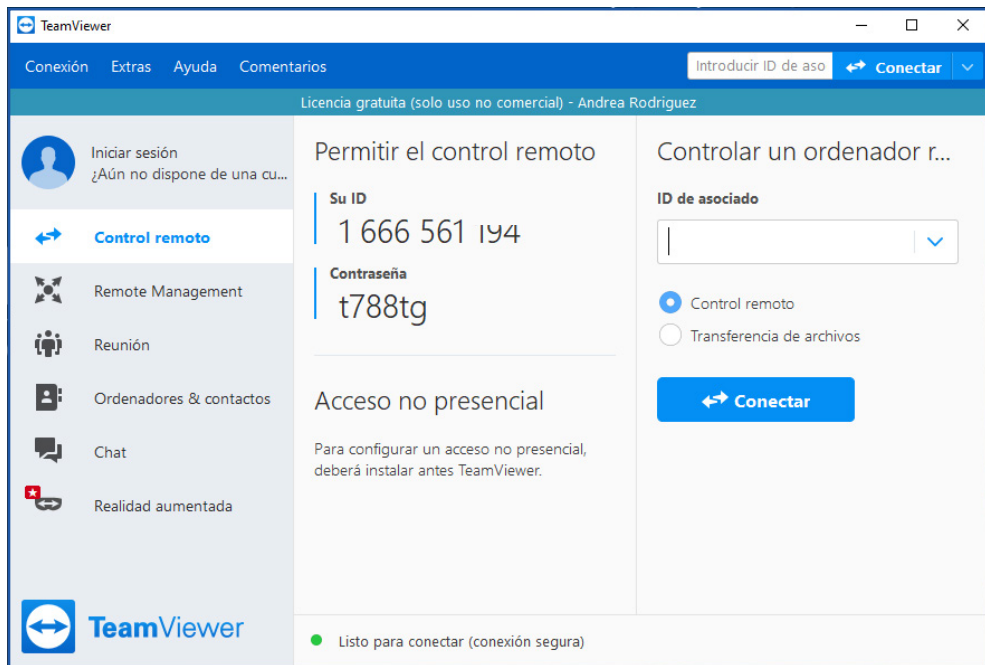 TeamViewer
Conexión Extras Ayuda Comentarios
Introducir ID de aso Conectar
Licencia gratuita (solo uso no comercial) - Andrea Rodriguez
Iniciar sesión
¿Aún no dispone de una cu...
Control remoto
Remote Management
Reunión
Ordenadores & contactos
Chat
Realidad aumentada
TeamViewer
Permitir el control remoto
Su ID
1 666 561 194
Contraseña
t788tg
Acceso no presencial
Para configurar un acceso no presencial,
deberá instalar antes TeamViewer.
Controlar un ordenador r...
ID de asociado
Control remoto
Transferencia de archivos
Conectar
Listo para conectar (conexión segura)